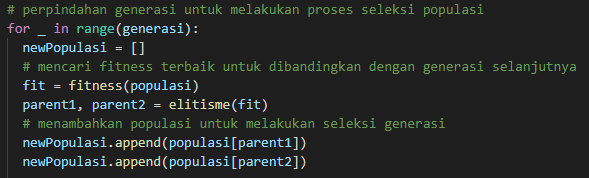 # perpindahan generasi untuk melakukan proses seleksi populasi
for _ in range(generasi):
  newPopulasi = []
  # mencari fitness terbaik untuk dibandingkan dengan generasi selanjutnya
  fit = fitness(populasi)
  parent1, parent2 = elitisme(fit)
  # menambahkan populasi untuk melakukan seleksi generasi
  newPopulasi.append(populasi[parent1])
  newPopulasi.append(populasi[parent2])